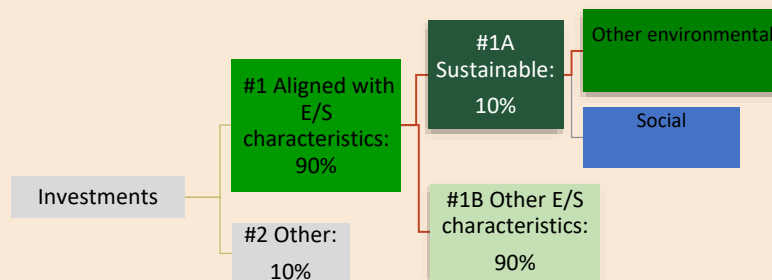 Investments
#1 Aligned with
E/S
characteristics:
90%
#2 Other:
10%
#1A
Sustainable:
10%
#1B Other E/S
characteristics:
90%
Other environmental
Social